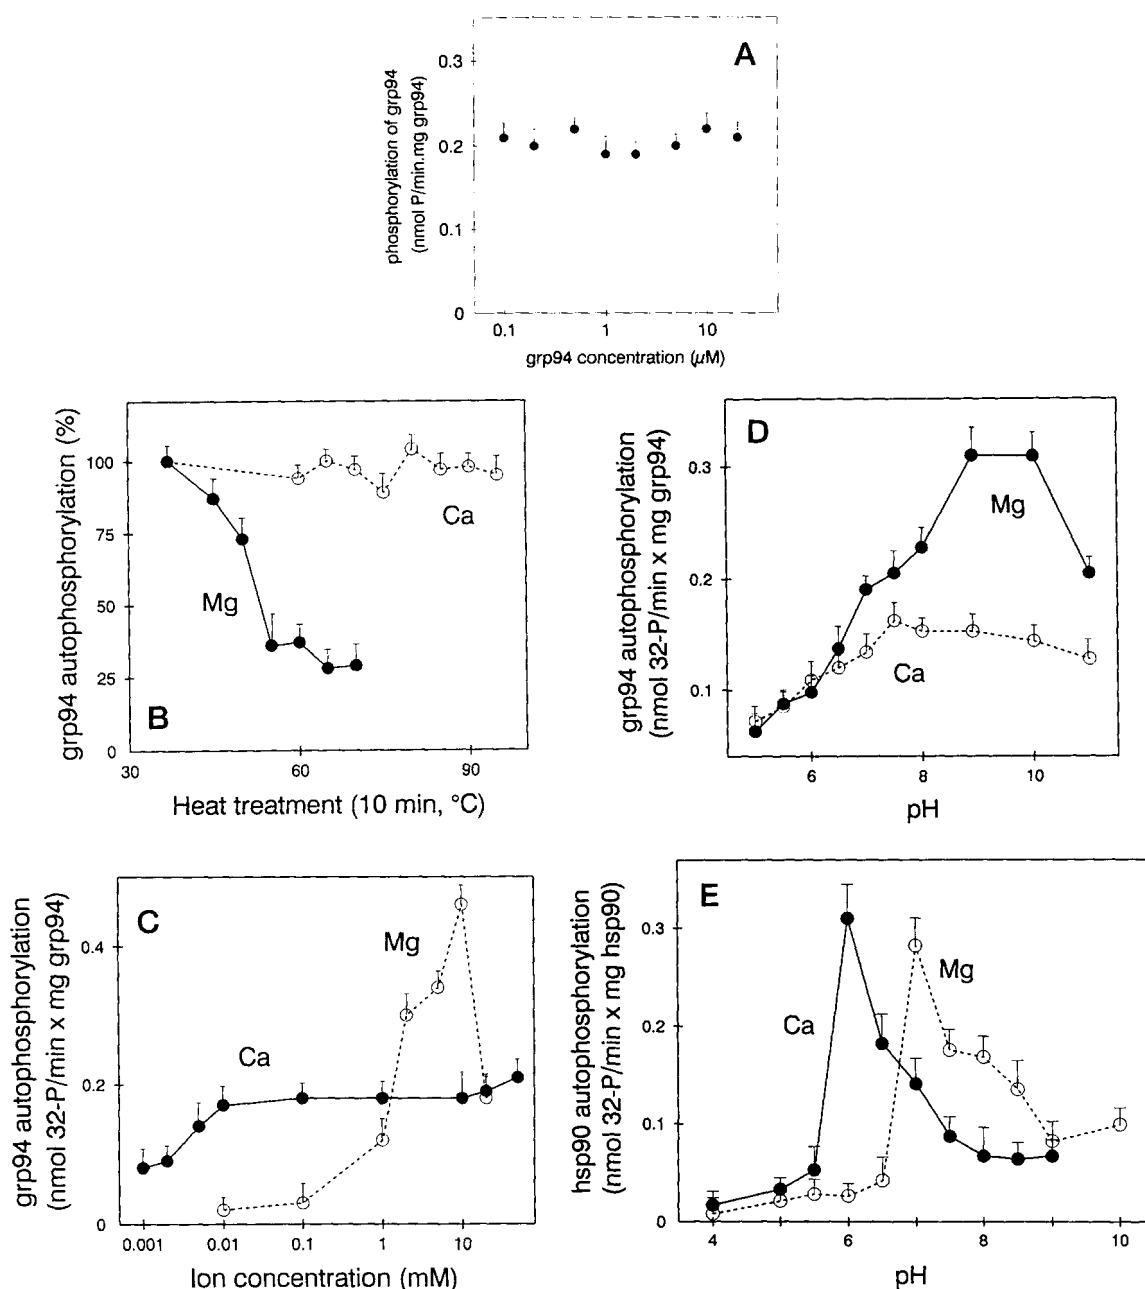 A
phosphorylation of grp94
(nmol P/min.mg grp94)
0.3
0.2
0.1
0
0.1
1
10
grp94 concentration (µM)
B
grp94 autophosphorylation (%)
100
75
50
25
0
Ca
Mg
30
60
90
Heat treatment (10 min, °C)
D
grp94 autophosphorylation
(nmol 32-P/min x mg grp94)
0.3
0.2
0.1
Mg
Ca
6
8
10
pH
C
grp94 autophosphorylation
(nmol 32-P/min x mg grp94)
0.4
0.2
0
Mg
Ca
0.001
0.01
0.1
1
10
Ion concentration (mM)
E
hsp90 autophosphorylation
(nmol 32-P/min x mg hsp90)
0.3
0.2
0.1
0
Ca
Mg
4
6
8
10
pH